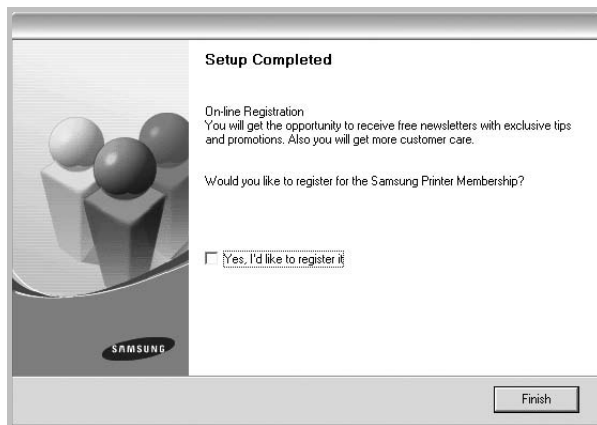 Setup Completed
On-line Registration
You will get the opportunity to receive free newsletters with exclusive tips
and promotions. Also you will get more customer care.
Would you like to register for the Samsung Printer Membership?
Yes, I'd like to register it
SAMSUNG
Finish